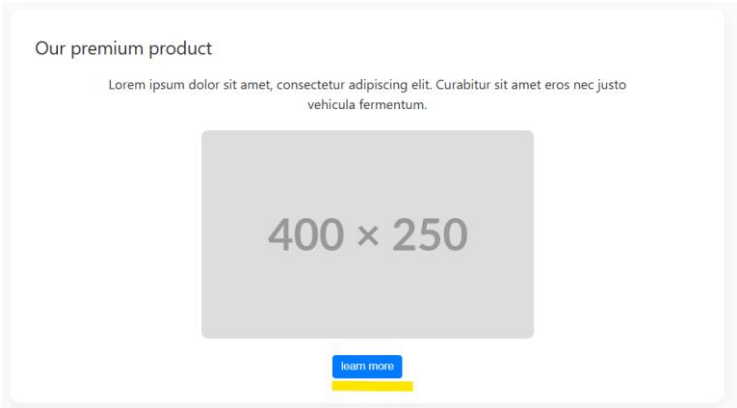 Our premium product
Lorem ipsum dolor sit amet, consectetur adipiscing elit. Curabitur sit amet eros nec justo
vehicula fermentum.
400 × 250
learn more